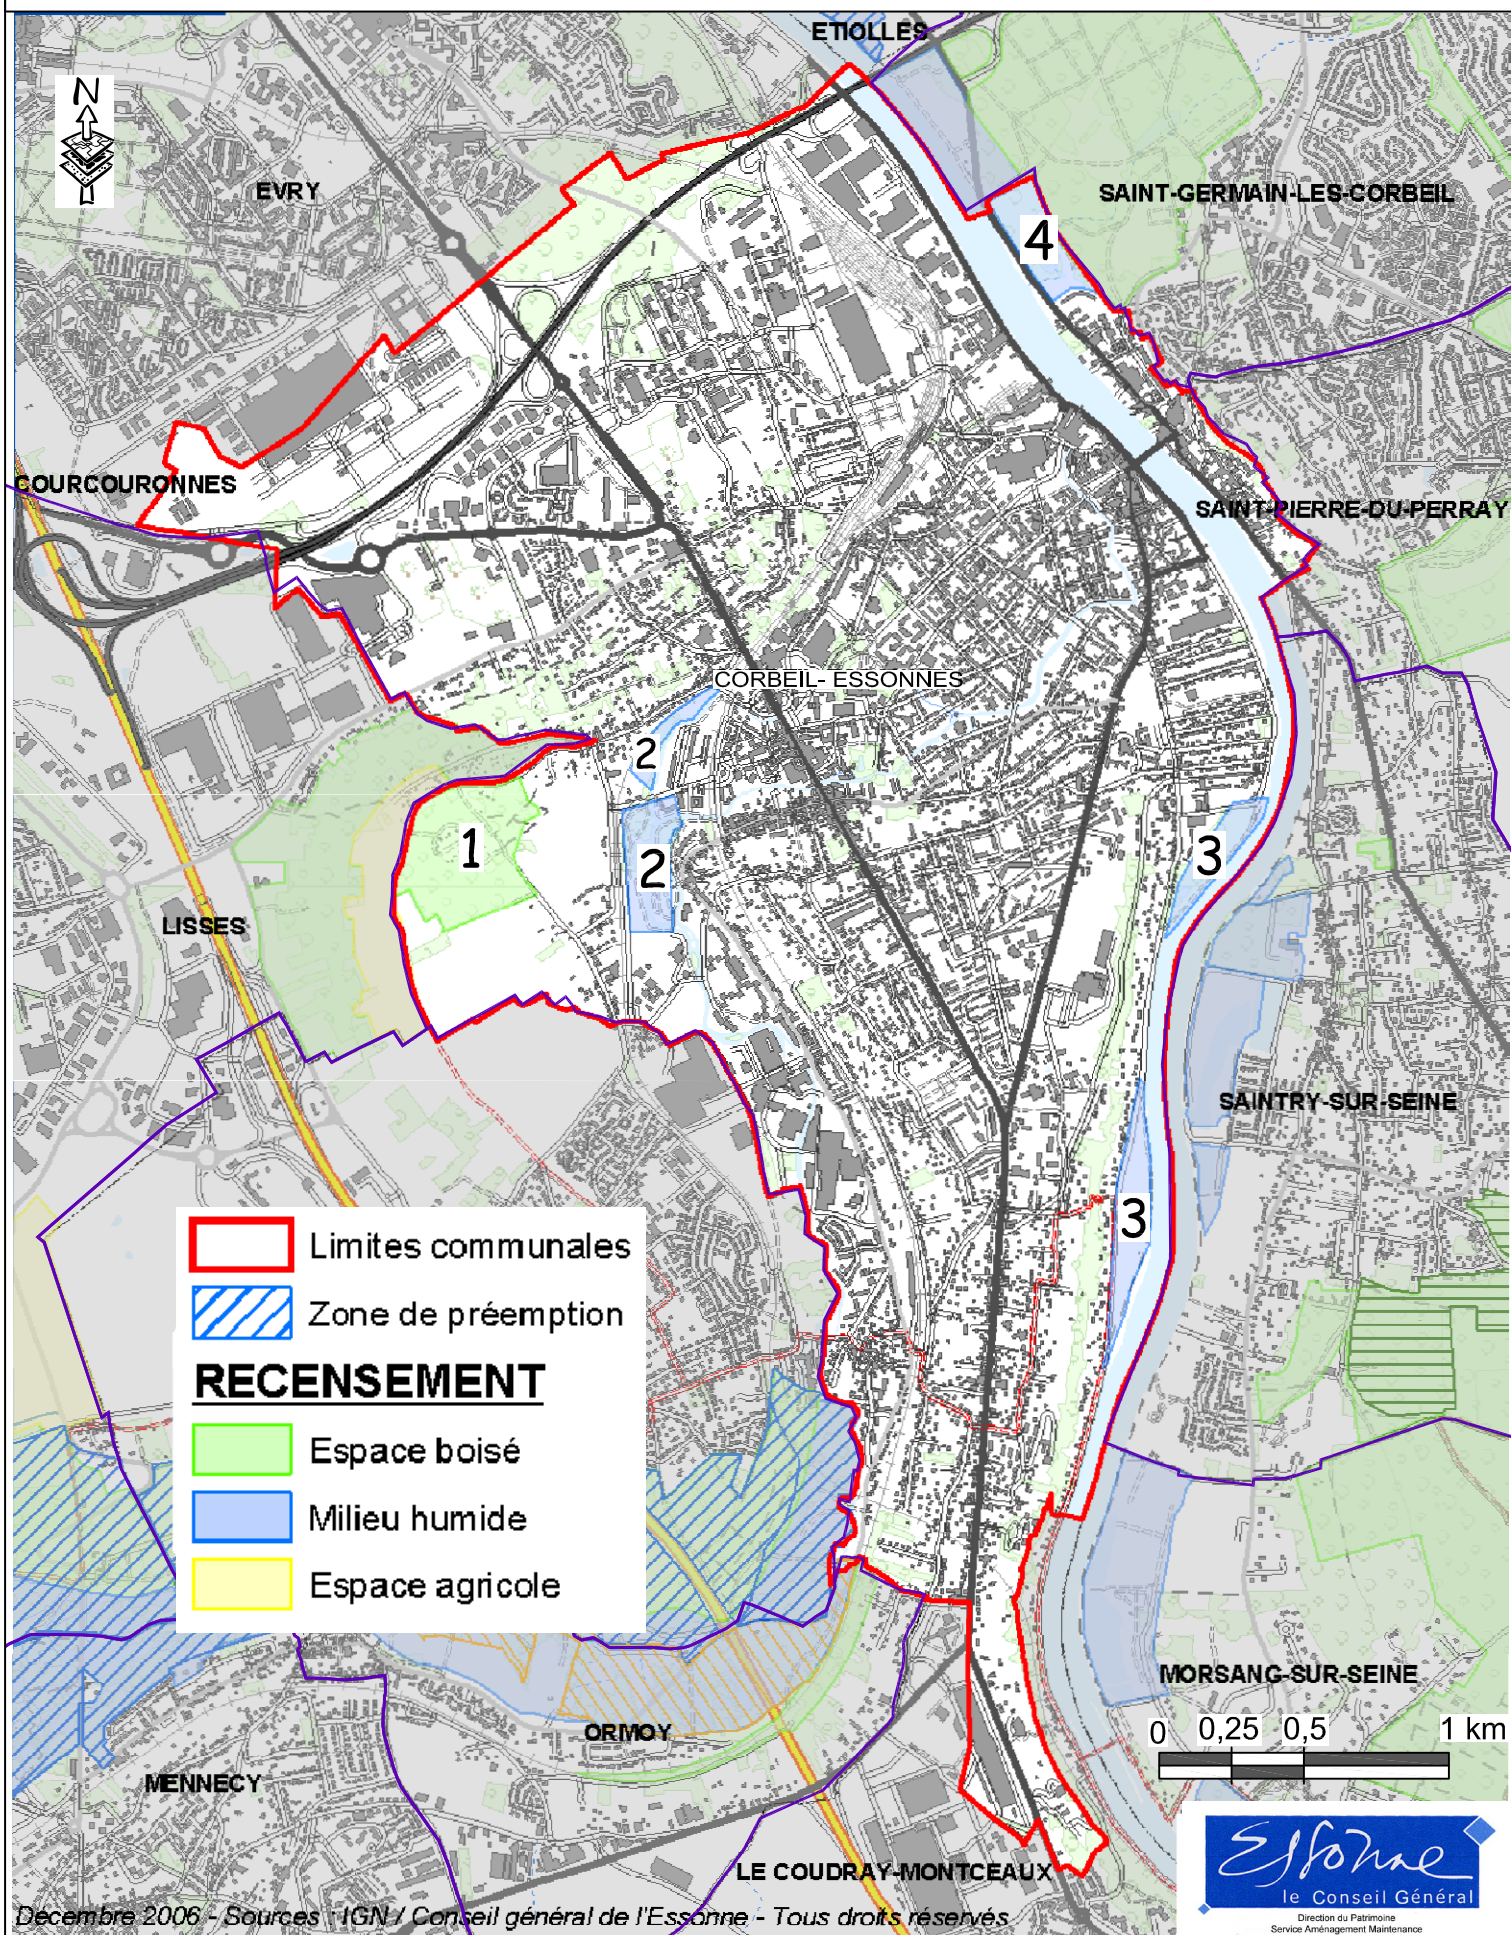 ETIOLLES
N
EVRY
SAINT-GERMAIN-LES-CORBEIL
4
COURCOURONNES
SAINT-PIERRE-DU-PERRAY
CORBEIL- ESSONNES
2
1
2
3
LISSES
SAINTRY-SUR-SEINE
3
Limites communales
Zone de préemption
RECENSEMENT
Espace boisé
Milieu humide
Espace agricole
MORSANG-SUR-SEINE
ORMOY
0 0,25 0,5 1 km
MENNECY
LE COUDRAY-MONTCEAUX
Essonne
le Conseil Général
Direction du Patrimoine
Service Aménagement Maintenance
Décembre 2006 - Sources : IGN / Conseil général de l'Essonne - Tous droits réservés